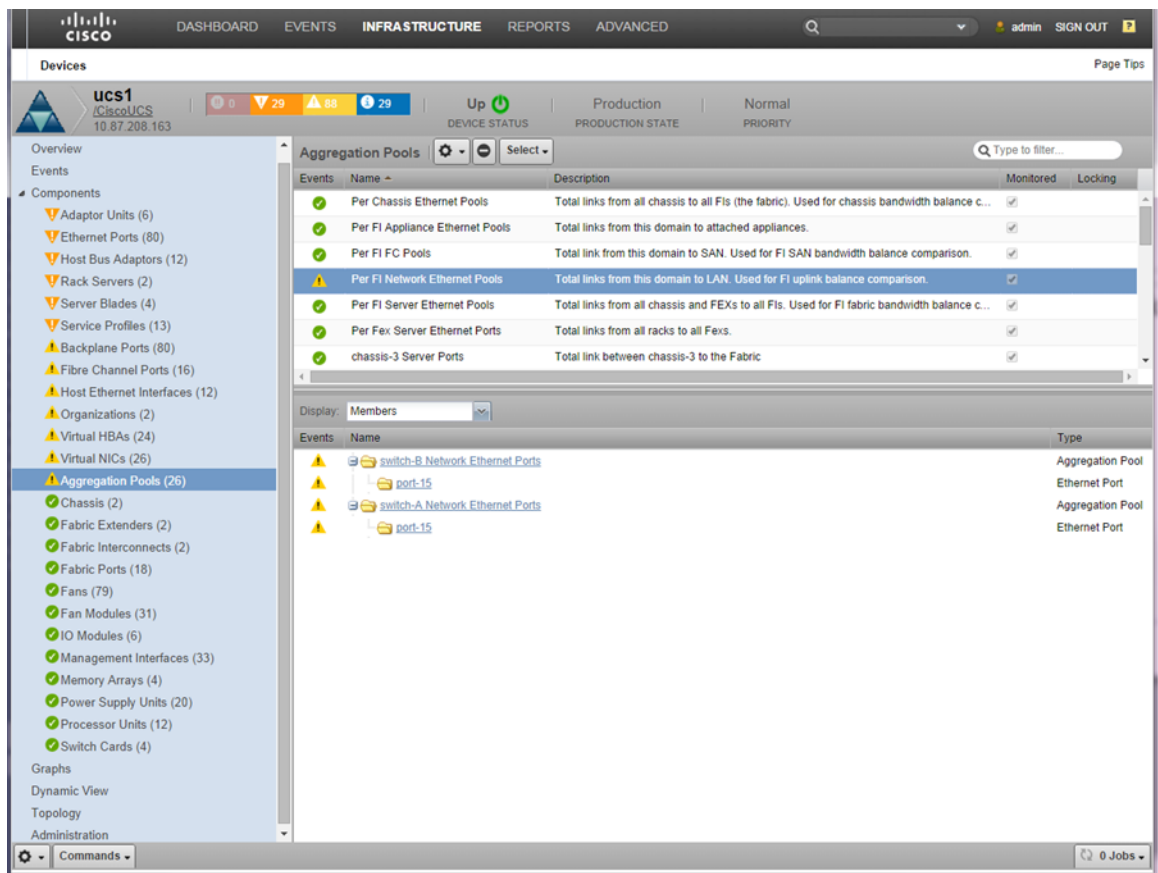 CISCO DASHBOARD EVENTS INFRASTRUCTURE REPORTS ADVANCED admin SIGN OUT ?
Devices Page Tips
ucs1
/CiscoUCS
10.87.208.163
0 29 88 29
Up
DEVICE STATUS
Production
PRODUCTION STATE
Normal
PRIORITY
Overview
Events
Components
Adaptor Units (6)
Ethernet Ports (80)
Host Bus Adaptors (12)
Rack Servers (2)
Server Blades (4)
Service Profiles (13)
Backplane Ports (80)
Fibre Channel Ports (16)
Host Ethernet Interfaces (12)
Organizations (2)
Virtual HBAs (24)
Virtual NICs (26)
Aggregation Pools (26)
Chassis (2)
Fabric Extenders (2)
Fabric Interconnects (2)
Fabric Ports (18)
Fans (79)
Fan Modules (31)
IO Modules (6)
Management Interfaces (33)
Memory Arrays (4)
Power Supply Units (20)
Processor Units (12)
Switch Cards (4)
Graphs
Dynamic View
Topology
Administration
Aggregation Pools Select Type to filter...
Events Name Description Monitored Locking
Per Chassis Ethernet Pools Total links from all chassis to all FIs (the fabric). Used for chassis bandwidth balance c...
Per FI Appliance Ethernet Pools Total links from this domain to attached appliances.
Per FI FC Pools Total link from this domain to SAN. Used for FI SAN bandwidth balance comparison.
Per FI Network Ethernet Pools Total links from this domain to LAN. Used for FI uplink balance comparison.
Per FI Server Ethernet Pools Total links from all chassis and FEXs to all FIs. Used for FI fabric bandwidth balance c...
Per Fex Server Ethernet Ports Total links from all racks to all Fexs.
chassis-3 Server Ports Total link between chassis-3 to the Fabric
Display: Members
Events Name Type
switch-B Network Ethernet Ports Aggregation Pool
port-15 Ethernet Port
switch-A Network Ethernet Ports Aggregation Pool
port-15 Ethernet Port
Commands 0 Jobs